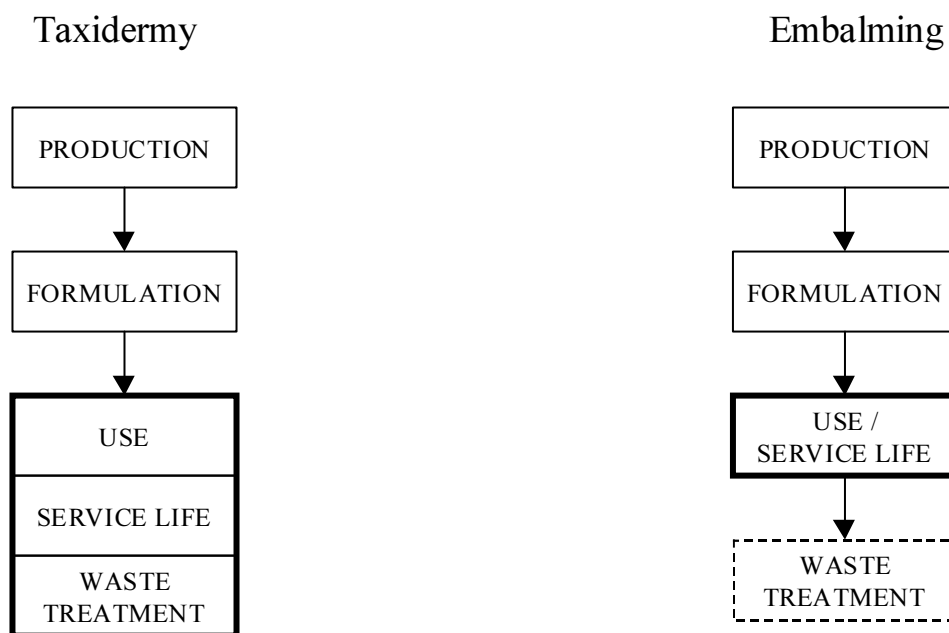 Taxidermy
PRODUCTION
FORMULATION
USE
SERVICE LIFE
WASTE
TREATMENT
Embalming
PRODUCTION
FORMULATION
USE /
SERVICE LIFE
WASTE
TREATMENT